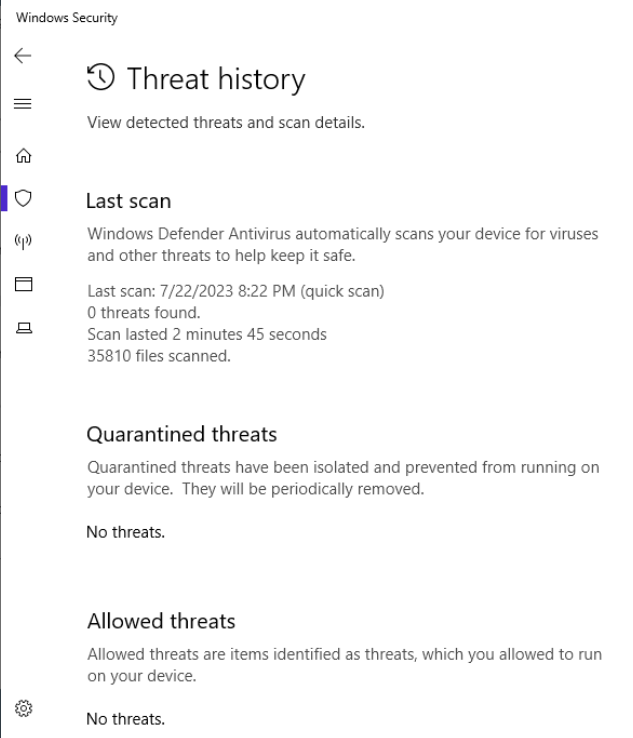 Windows Security
Threat history
View detected threats and scan details.
Last scan
Windows Defender Antivirus automatically scans your device for viruses
and other threats to help keep it safe.
Last scan: 7/22/2023 8:22 PM (quick scan)
0 threats found.
Scan lasted 2 minutes 45 seconds
35810 files scanned.
Quarantined threats
Quarantined threats have been isolated and prevented from running on
your device.  They will be periodically removed.
No threats.
Allowed threats
Allowed threats are items identified as threats, which you allowed to run
on your device.
No threats.